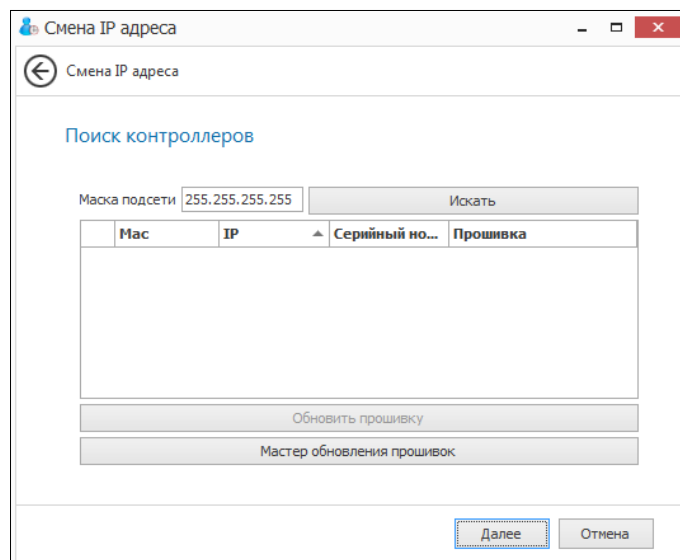 Смена IP адреса
Смена IP адреса
Поиск контроллеров
Маска подсети 255.255.255.255 Искать
Mac IP Серийный но... Прошивка
Обновить прошивку
Мастер обновления прошивок
Далее Отмена